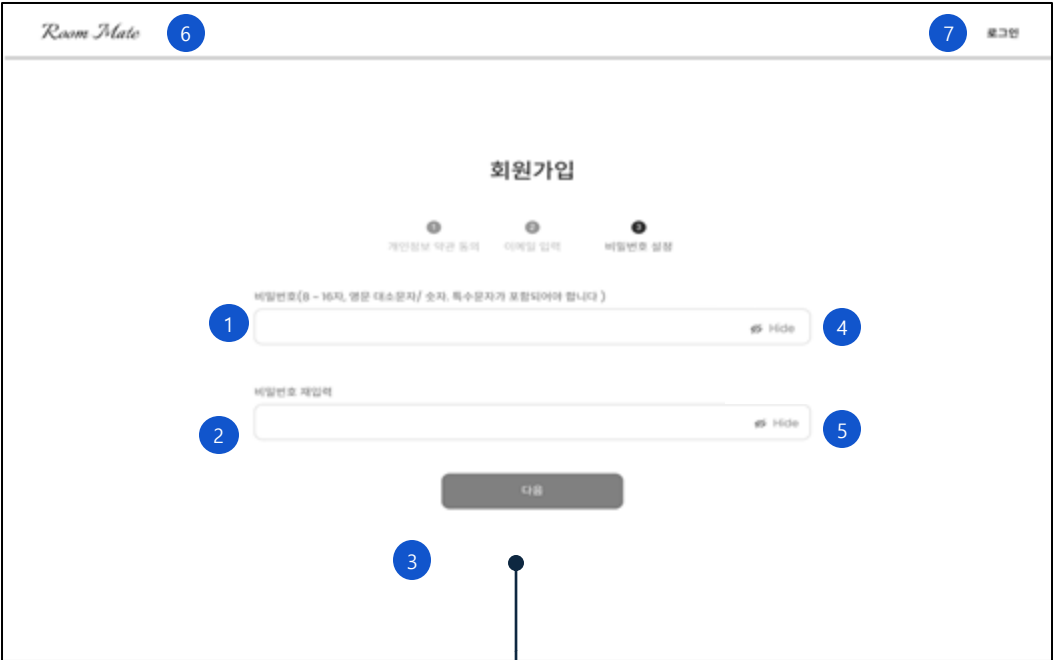 Room Mate
6
7
로그인
회원가입
1
2
3
개인정보 약관 동의
이메일 입력
비밀번호 설정
비밀번호(8 - 16자, 영문 대소문자/ 숫자, 특수문자가 포함되어야 합니다 )
1
Hide
4
비밀번호 재입력
2
Hide
5
다음
3